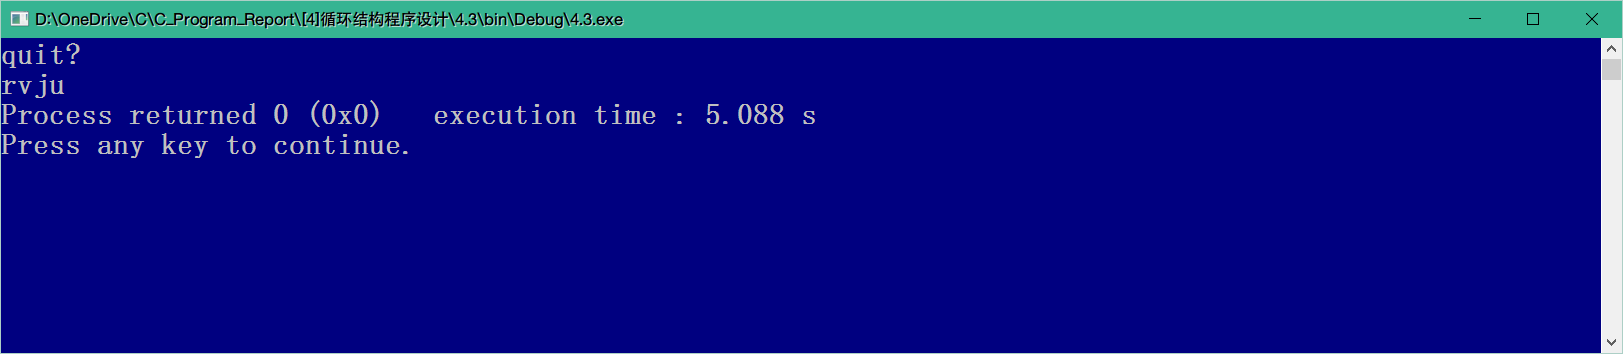 D:\OneDrive\C\C_Program_Report\[4]循环结构程序设计\4.3\bin\Debug\4.3.exe
quit?
rvju
Process returned 0 (0x0)   execution time : 5.088 s
Press any key to continue.